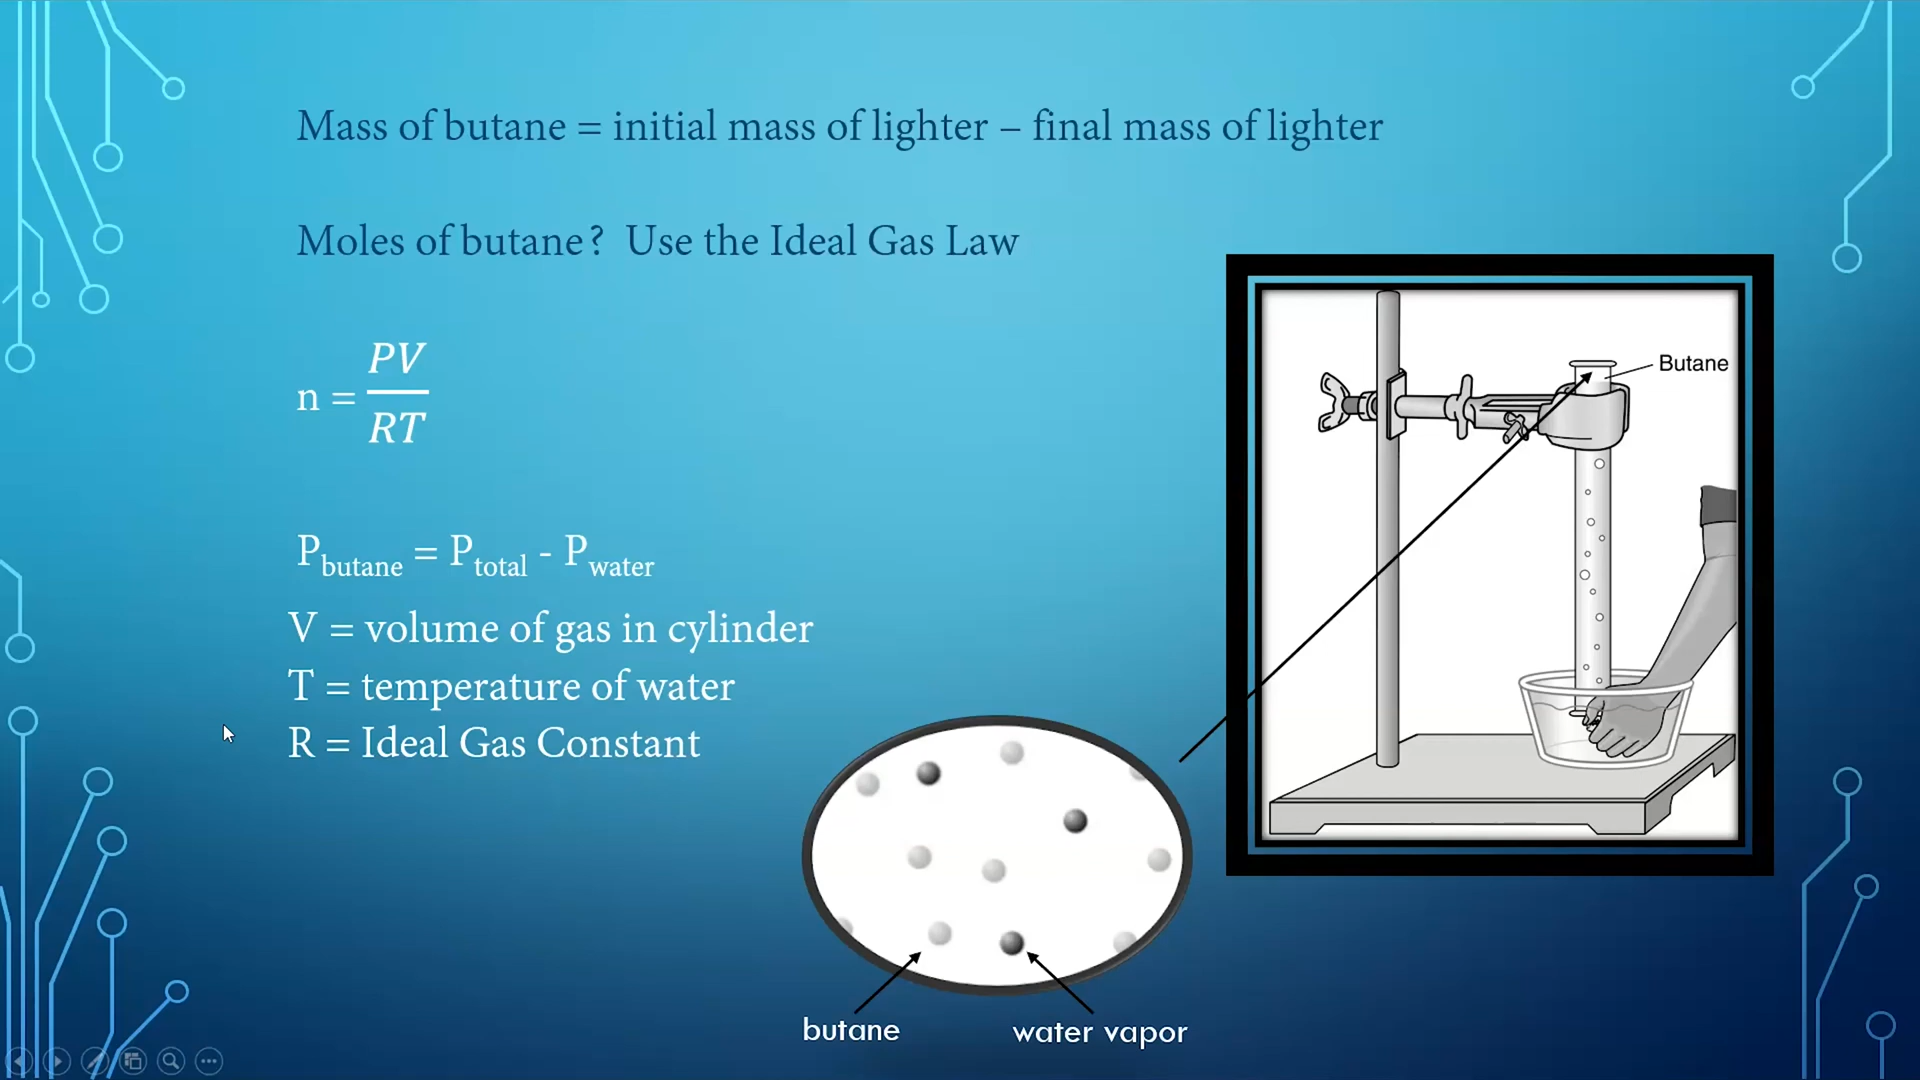 Mass of butane = initial mass of lighter – final mass of lighter
Moles of butane? Use the Ideal Gas Law
n = PV
RT
Butane
Pbutane = Ptotal - Pwater
V = volume of gas in cylinder
T = temperature of water
R = Ideal Gas Constant
butane
water vapor